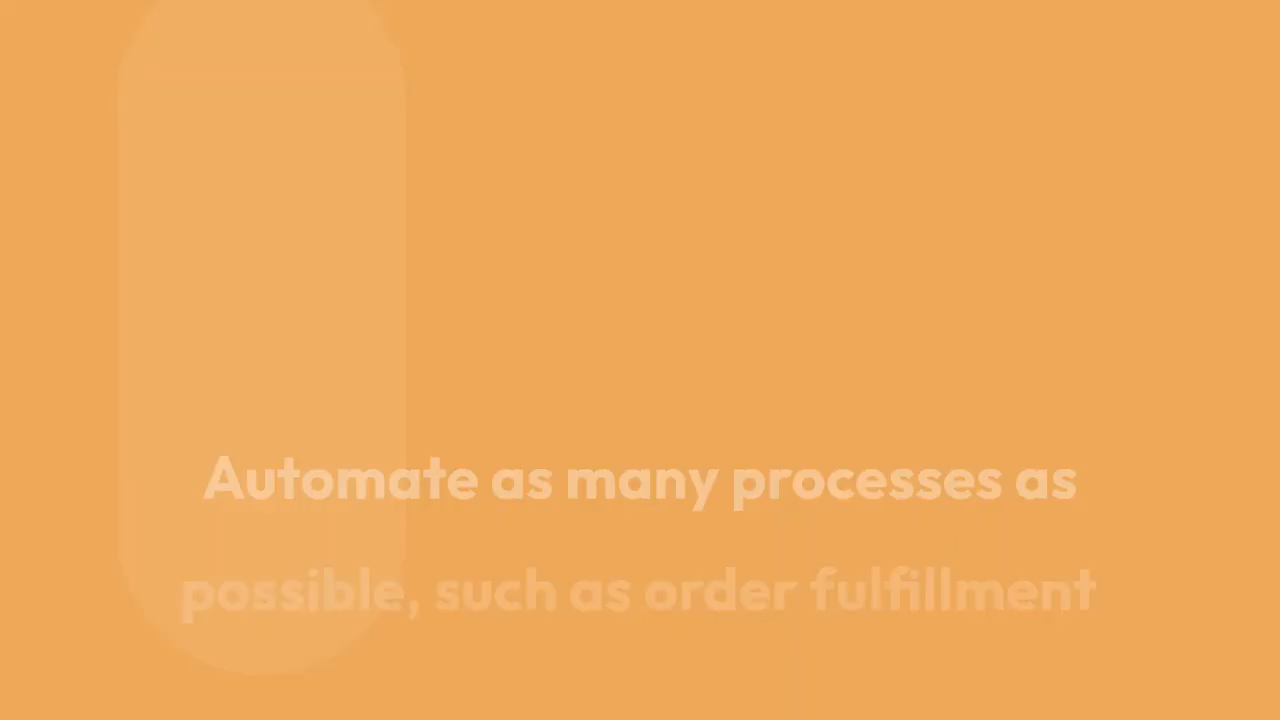 Automate as many processes as
possible, such as order fulfillment